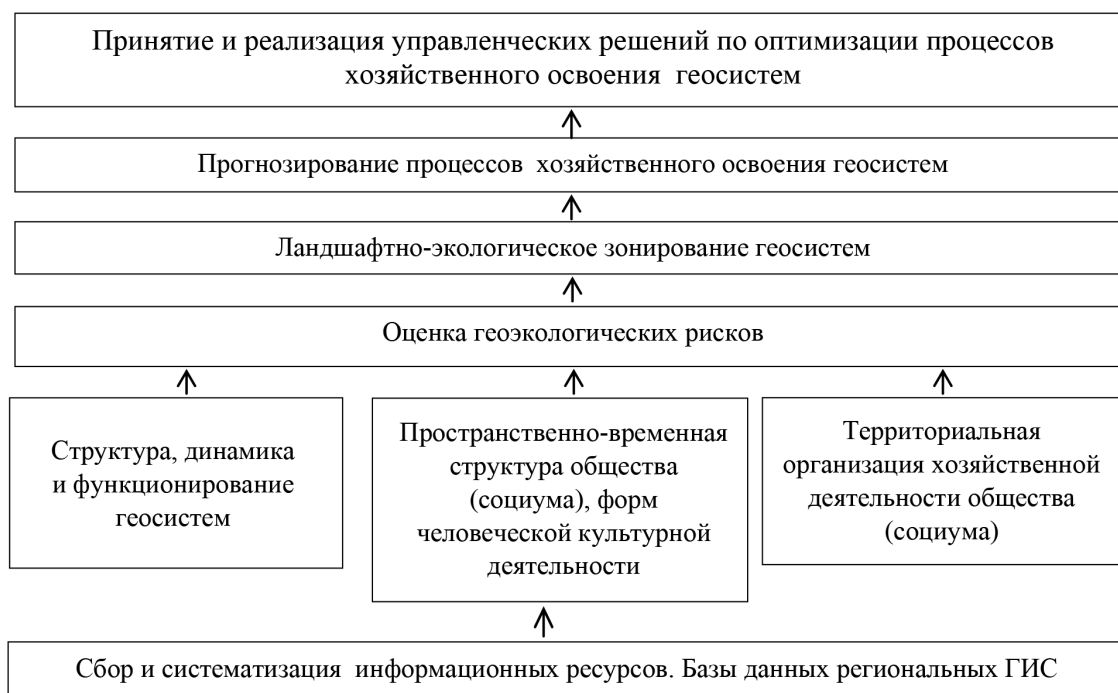 Принятие и реализация управленческих решений по оптимизации процессов
хозяйственного освоения геосистем
Прогнозирование процессов хозяйственного освоения геосистем
Ландшафтно-экологическое зонирование геосистем
Оценка геоэкологических рисков
Структура, динамика
и функционирование
геосистем
Пространственно-временная
структура общества
(социума), форм
человеческой культурной
деятельности
Территориальная
организация хозяйственной
деятельности общества
(социума)
Сбор и систематизация информационных ресурсов. Базы данных региональных ГИС